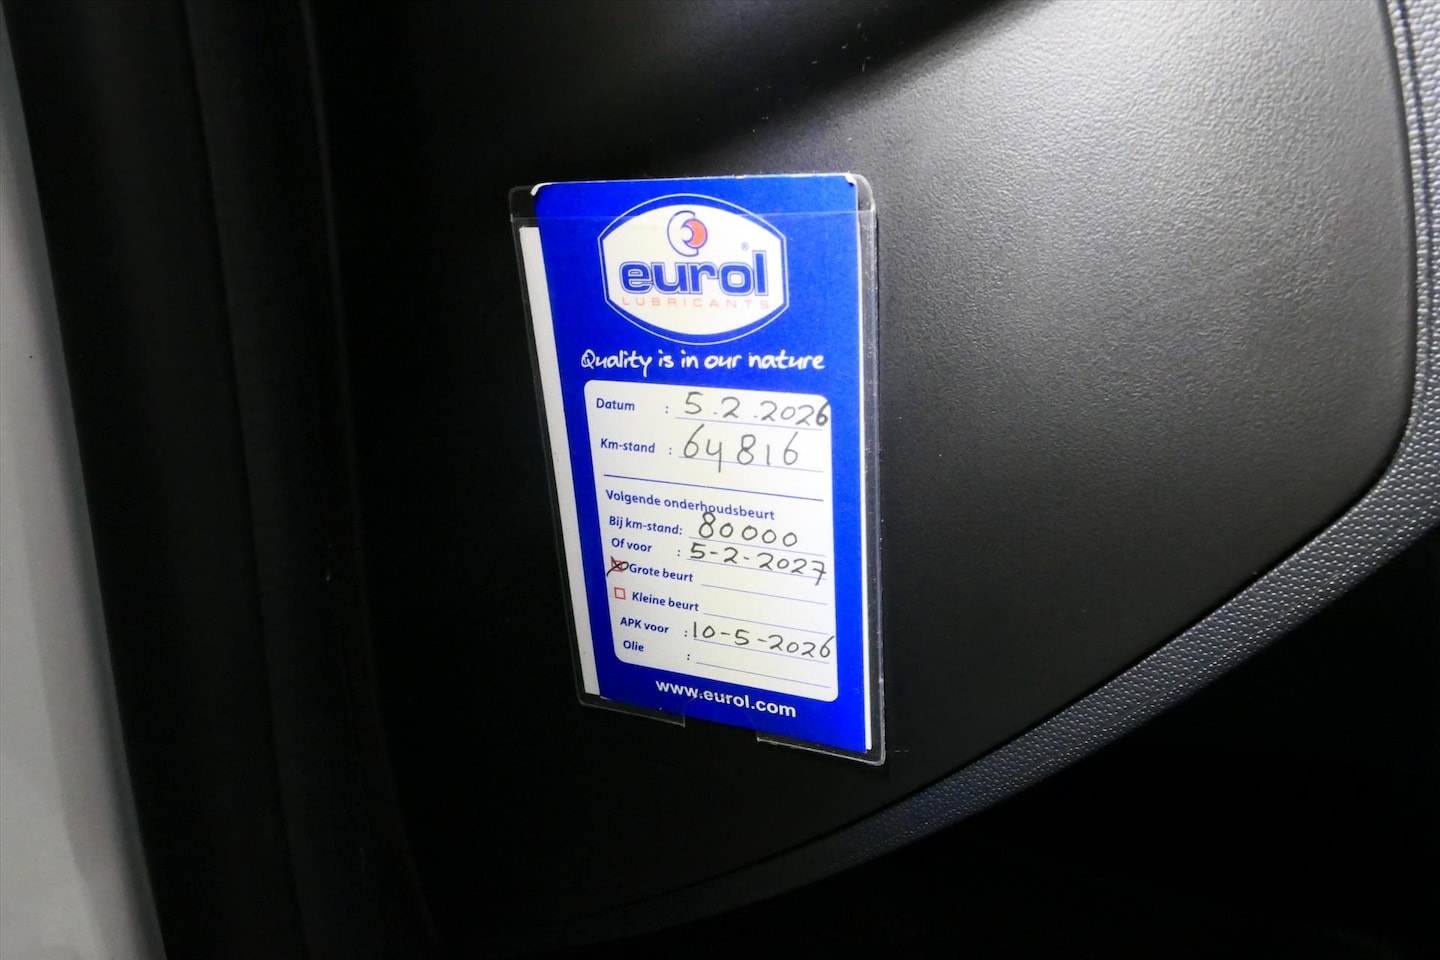 eurol®
LUBRICANTS
Quality is in our nature
Datum : 5.2.2026
Km-stand : 64816
Volgende onderhoudsbeurt
Bij km-stand: 80000
Of voor : 5-2-2027
Grote beurt
Kleine beurt
APK voor : 10-5-2026
Olie :
www.eurol.com